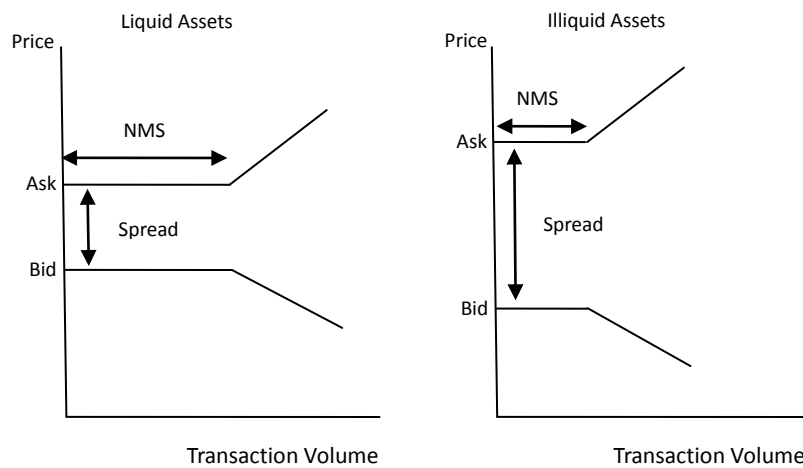 Liquid Assets
Price
NMS
Ask
Spread
Bid
Transaction Volume
Illiquid Assets
Price
NMS
Ask
Spread
Bid
Transaction Volume